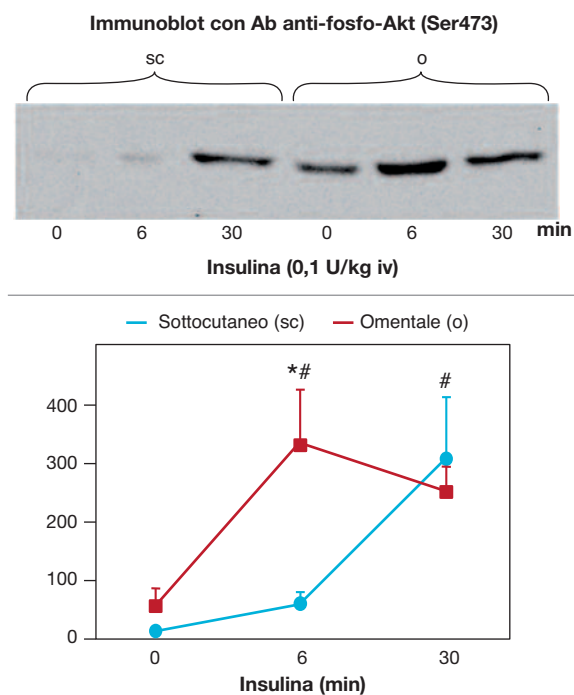 Immunoblot con Ab anti-fosfo-Akt (Ser473)
sc o
0 6 30 0 6 30 min
Insulina (0,1 U/kg iv)
Sottocutaneo (sc) Omentale (o)
*# #
400
300
200
100
0
0 6 30
Insulina (min)